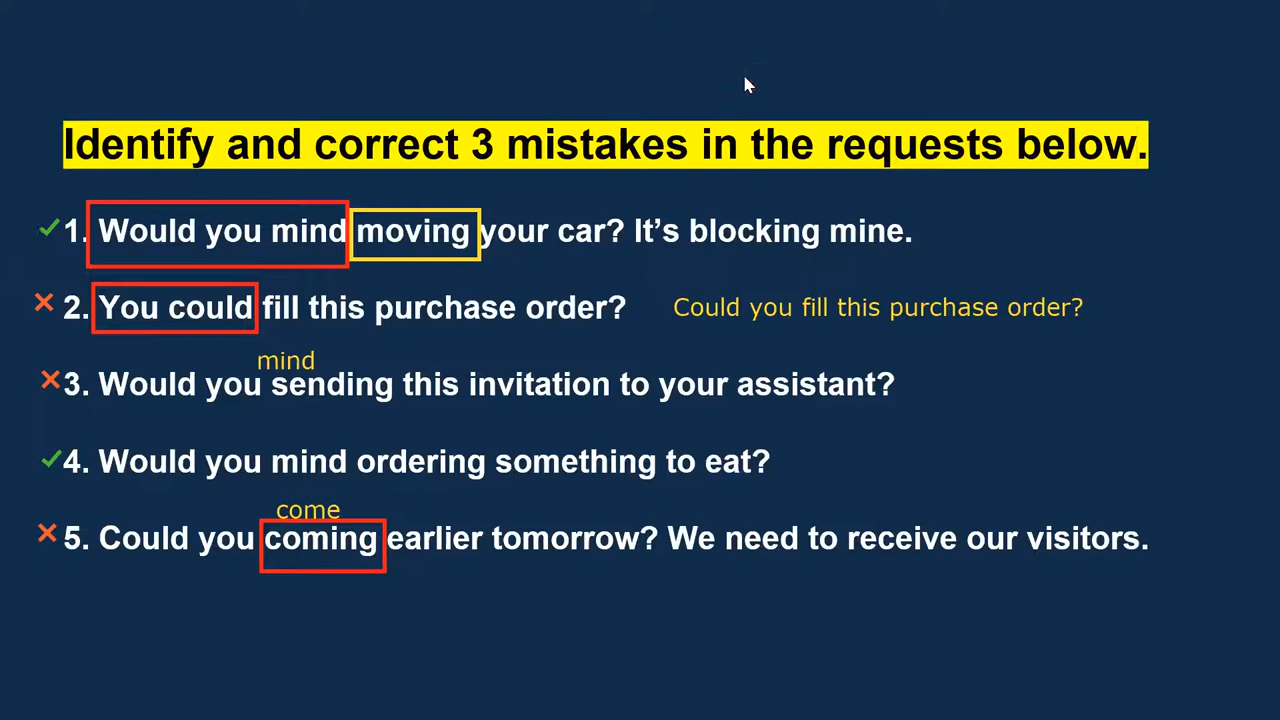 Identify and correct 3 mistakes in the requests below.
1. Would you mind moving your car? It's blocking mine.
2. You could fill this purchase order? Could you fill this purchase order?
mind
3. Would you sending this invitation to your assistant?
4. Would you mind ordering something to eat?
come
5. Could you coming earlier tomorrow? We need to receive our visitors.